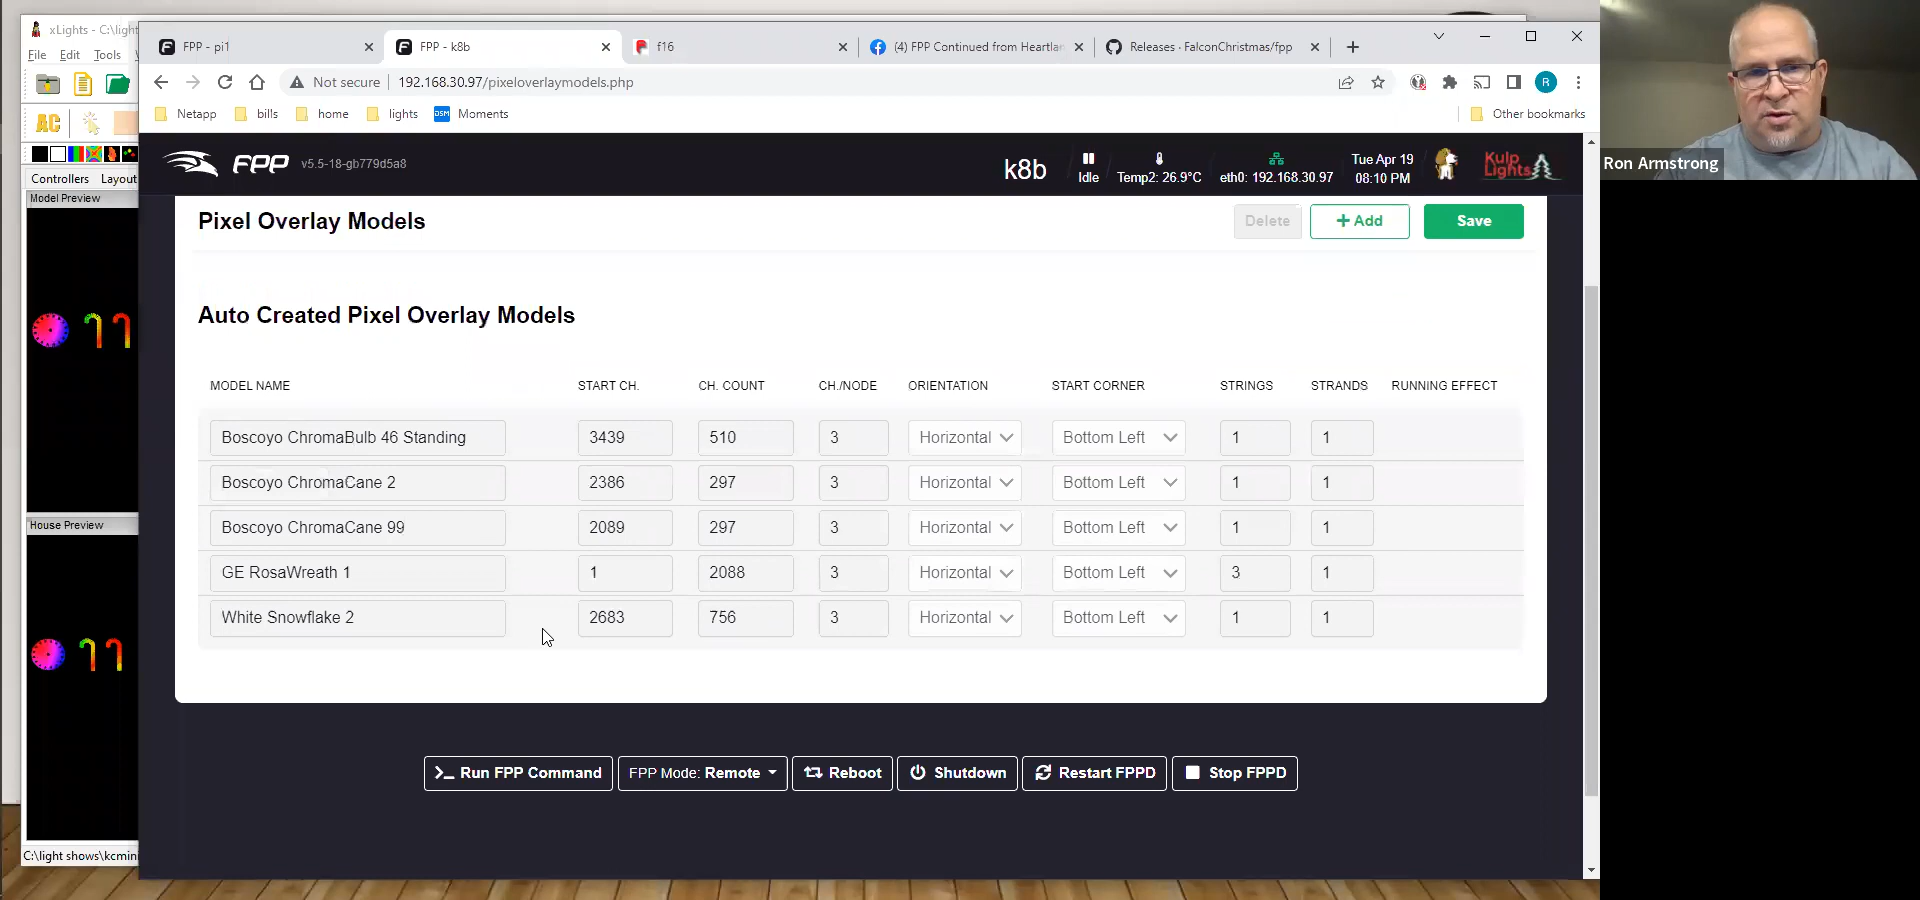 xLights - C:\light
File Edit Tools
AC
Controllers Layout
Model Preview
House Preview
C:\light shows\kcmini
FPP - pi1
FPP - k8b
f16
(4) FPP Continued from Heartla
Releases · FalconChristmas/fpp
Not secure 192.168.30.97/pixeloverlaymodels.php
R
Netapp bills home lights DSM Moments Other bookmarks
FPP v5.5-18-gb779d5a8
k8b
Idle
Temp2: 26.9°C
eth0: 192.168.30.97
Tue Apr 19
08:10 PM
Kulp
Lights
Pixel Overlay Models
Delete
Add
Save
Auto Created Pixel Overlay Models
MODEL NAME START CH. CH. COUNT CH./NODE ORIENTATION START CORNER STRINGS STRANDS RUNNING EFFECT
Boscoyo ChromaBulb 46 Standing 3439 510 3 Horizontal Bottom Left 1 1
Boscoyo ChromaCane 2 2386 297 3 Horizontal Bottom Left 1 1
Boscoyo ChromaCane 99 2089 297 3 Horizontal Bottom Left 1 1
GE RosaWreath 1 1 2088 3 Horizontal Bottom Left 3 1
White Snowflake 2 2683 756 3 Horizontal Bottom Left 1 1
Run FPP Command
FPP Mode: Remote
Reboot
Shutdown
Restart FPPD
Stop FPPD
Ron Armstrong